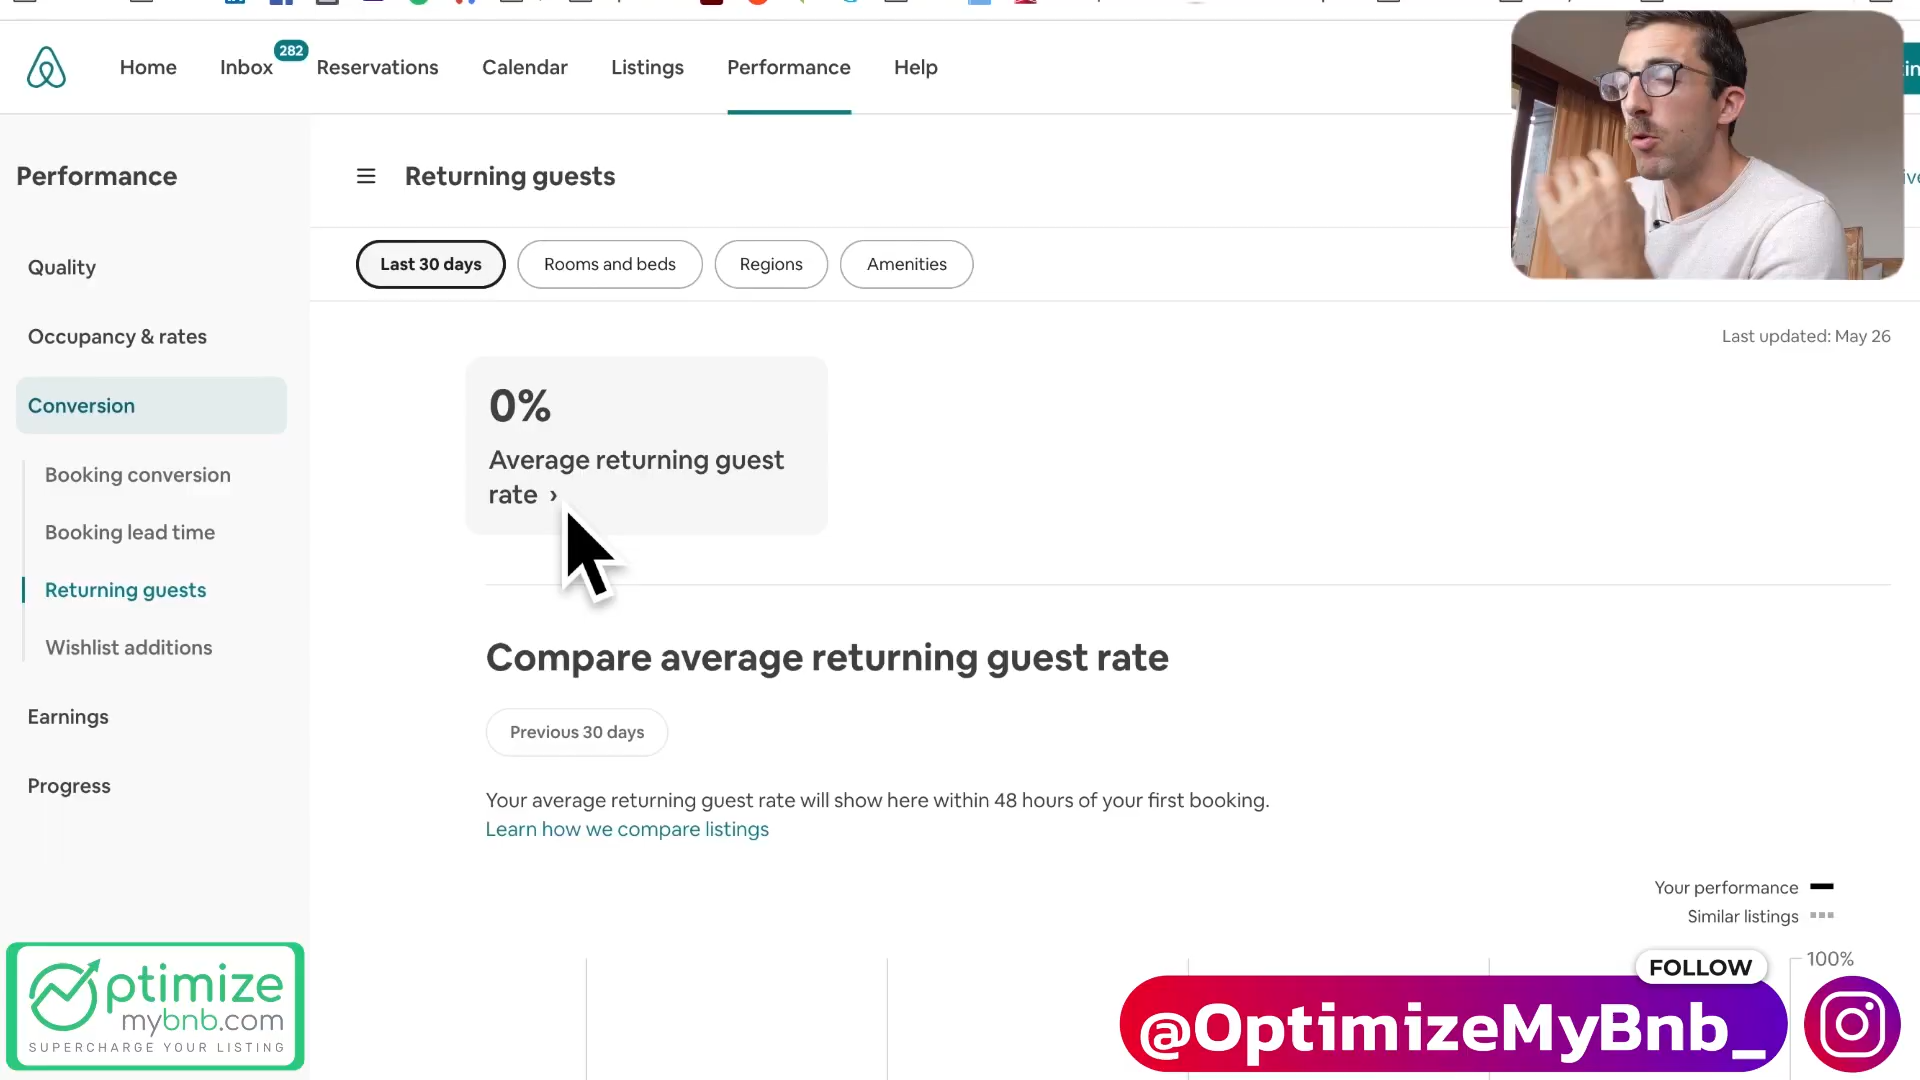 Home
Inbox
282
Reservations
Calendar
Listings
Performance
Help
Performance
Returning guests
Quality
Last 30 days
Rooms and beds
Regions
Amenities
Occupancy & rates
Last updated: May 26
Conversion
0%
Average returning guest
rate ›
Booking conversion
Booking lead time
Returning guests
Wishlist additions
Compare average returning guest rate
Earnings
Previous 30 days
Progress
Your average returning guest rate will show here within 48 hours of your first booking.
Learn how we compare listings
Your performance
Similar listings
100%
FOLLOW
@OptimizeMyBnb_
Optimize
mybnb.com
SUPERCHARGE YOUR LISTING